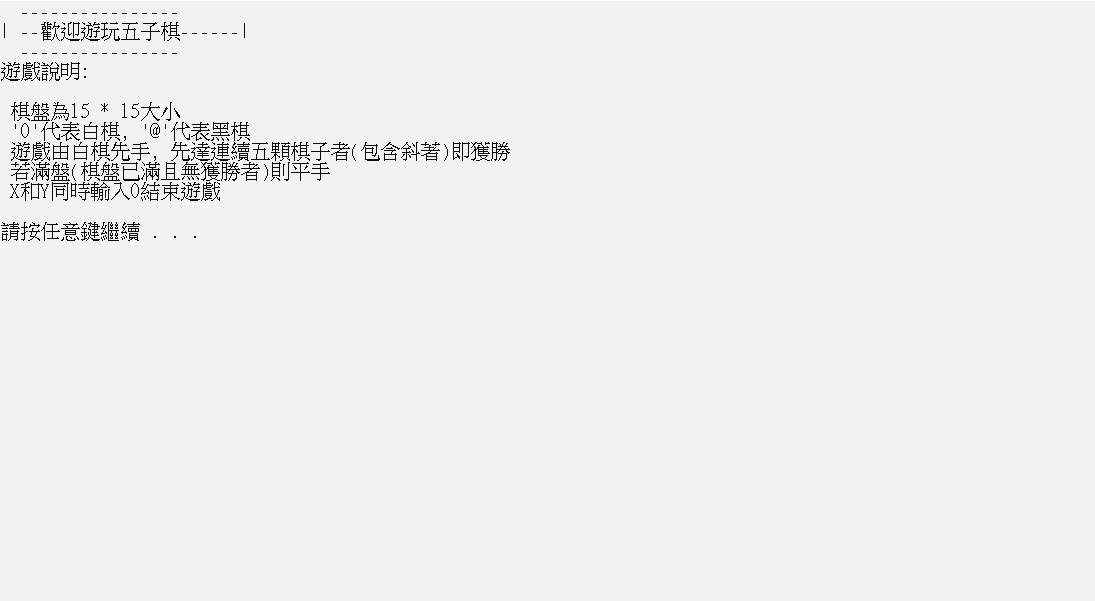 ----------------
| --歡迎遊玩五子棋------|
----------------
遊戲說明:
棋盤為15 * 15大小
'O'代表白棋, '@'代表黑棋
遊戲由白棋先手, 先達連續五顆棋子者(包含斜著)即獲勝
若滿盤(棋盤已滿且無獲勝者)則平手
X和Y同時輸入0結束遊戲
請按任意鍵繼續 . . .